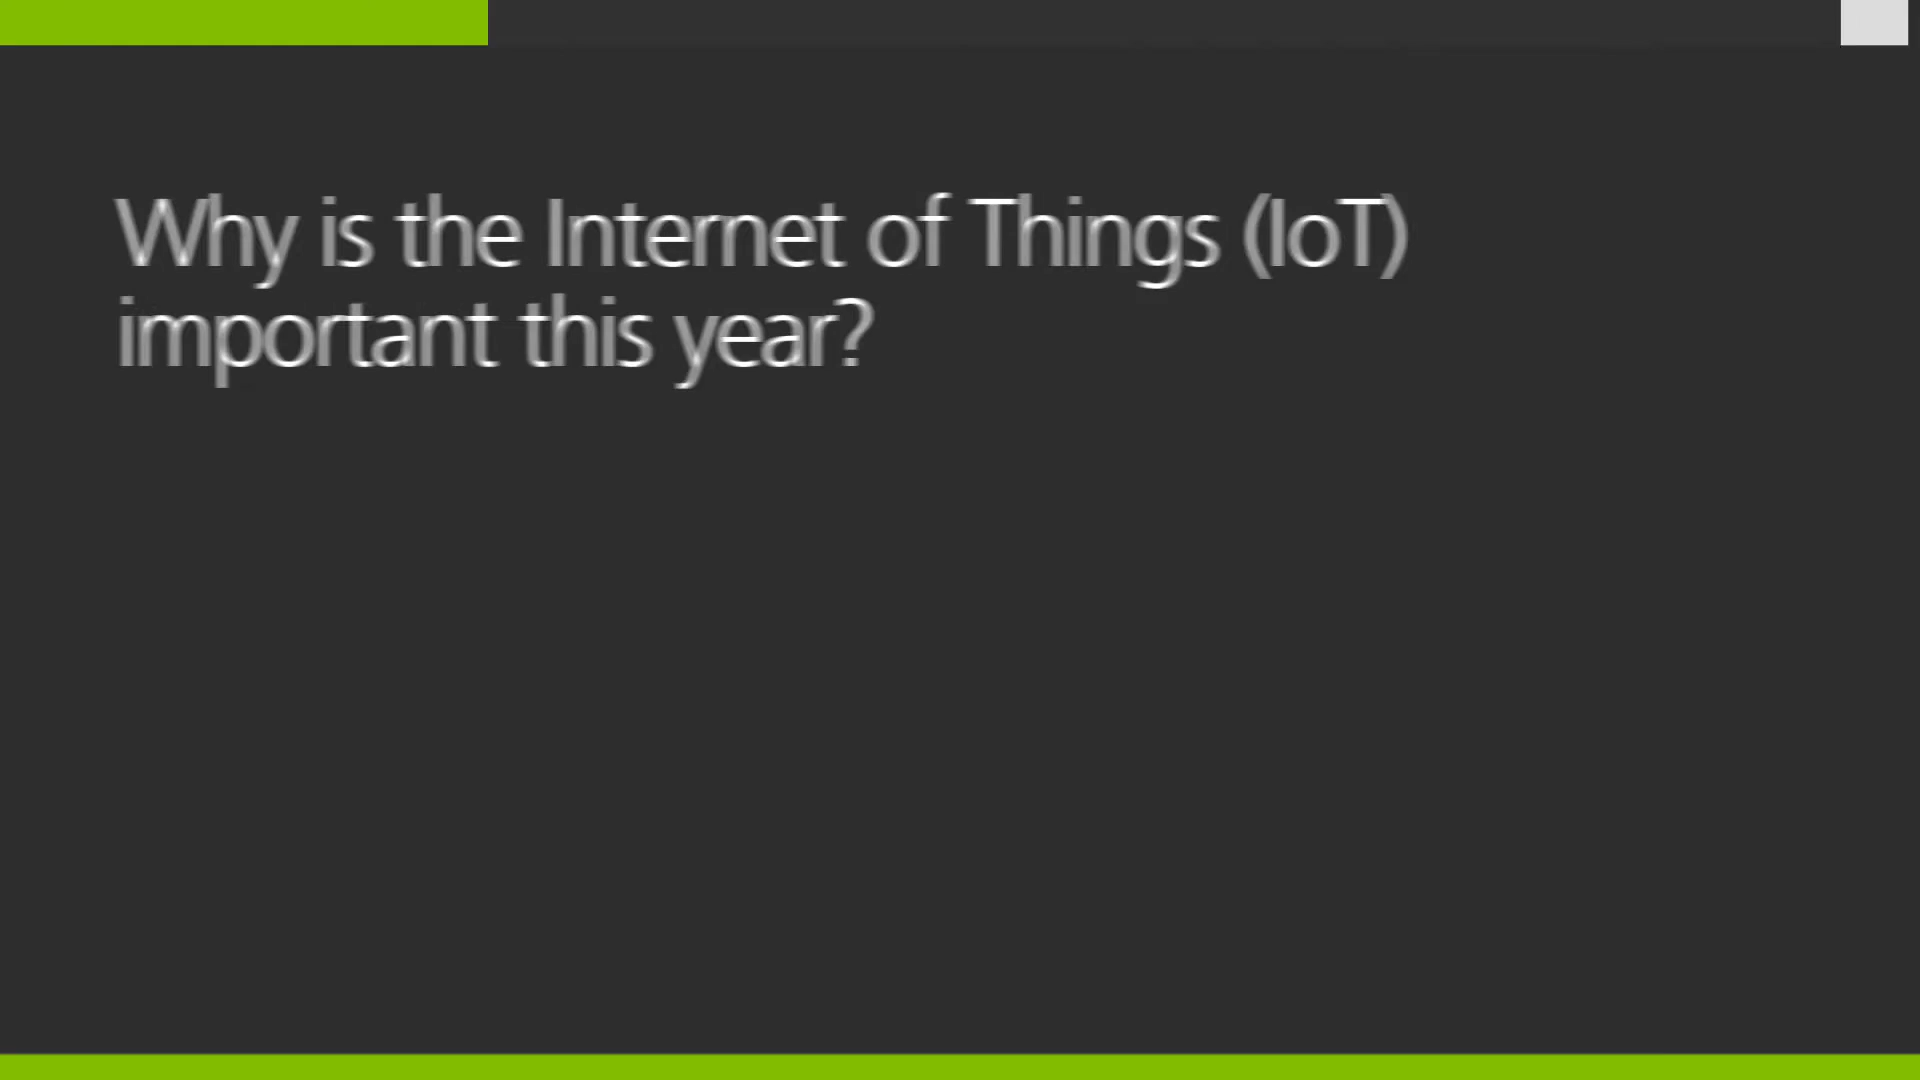 Why is the Internet of Things (IoT)
important this year?